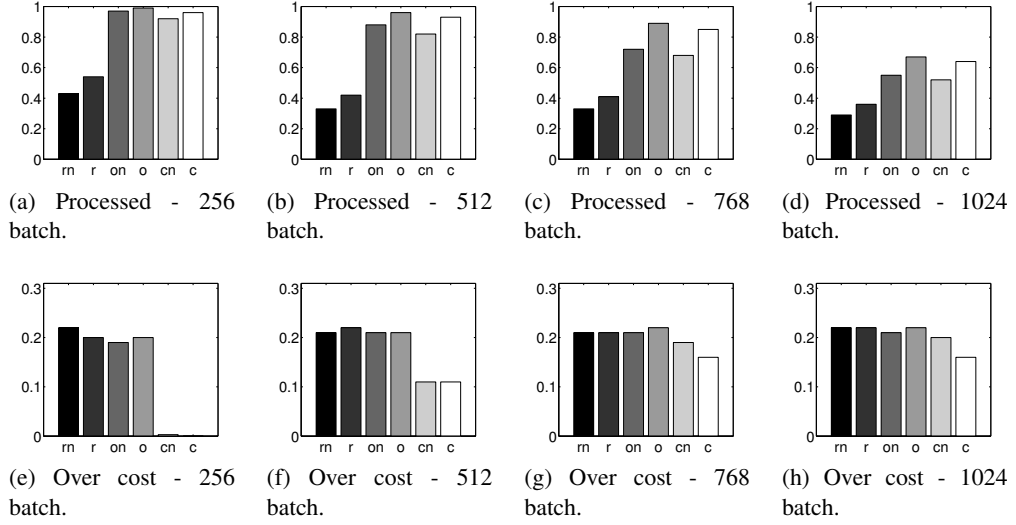 1
0.8
0.6
0.4
0.2
0
rn r on o cn c
(a) Processed - 256
batch.
1
0.8
0.6
0.4
0.2
0
rn r on o cn c
(b) Processed - 512
batch.
1
0.8
0.6
0.4
0.2
0
rn r on o cn c
(c) Processed - 768
batch.
1
0.8
0.6
0.4
0.2
0
rn r on o cn c
(d) Processed - 1024
batch.
0.3
0.2
0.1
0
rn r on o cn c
(e) Over cost - 256
batch.
0.3
0.2
0.1
0
rn r on o cn c
(f) Over cost - 512
batch.
0.3
0.2
0.1
0
rn r on o cn c
(g) Over cost - 768
batch.
0.3
0.2
0.1
0
rn r on o cn c
(h) Over cost - 1024
batch.